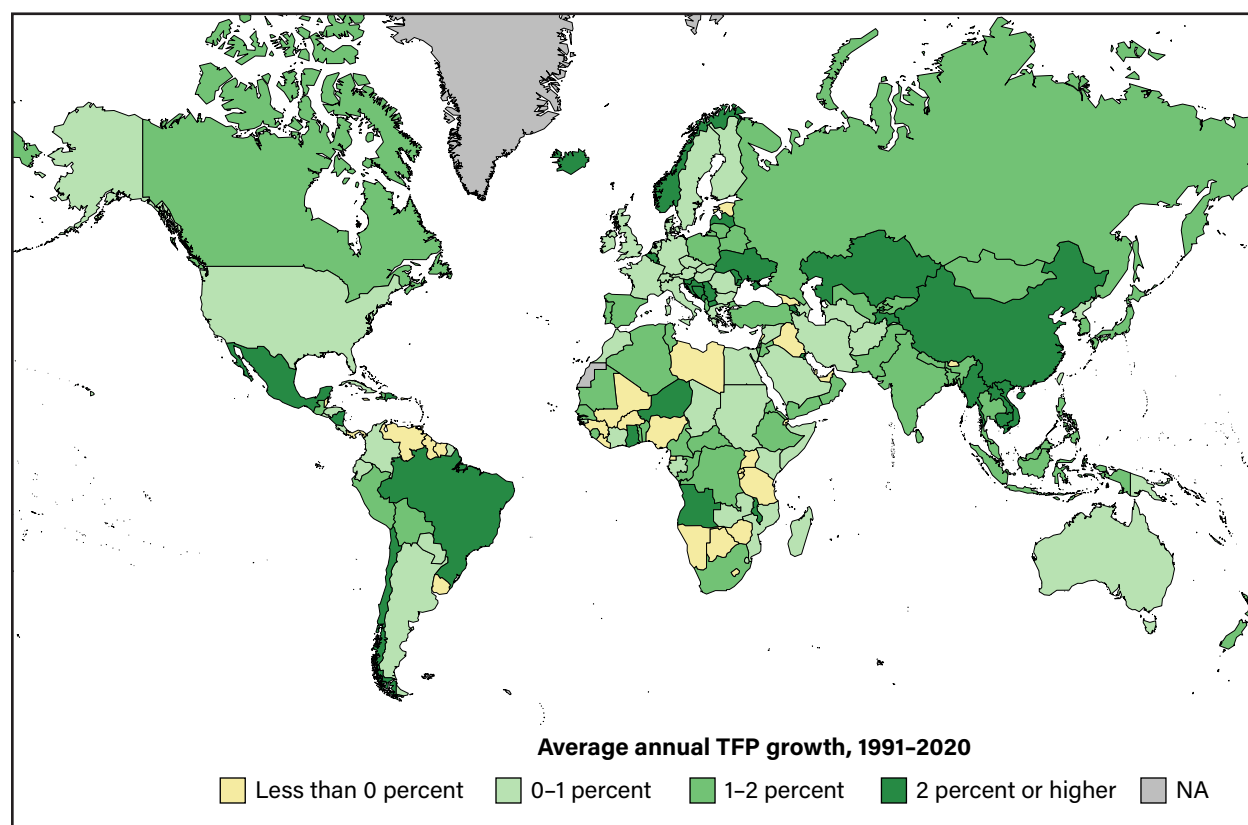 Average annual TFP growth, 1991–2020
Less than 0 percent 0–1 percent 1–2 percent 2 percent or higher NA